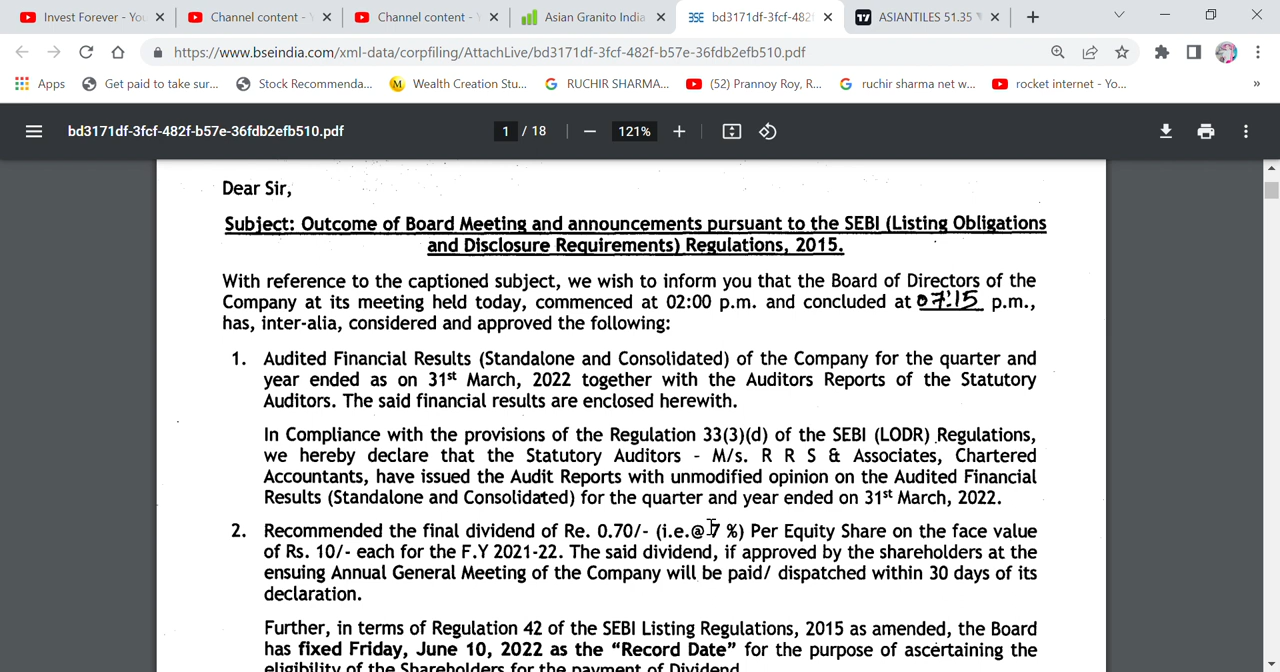 Invest Forever - You
Channel content -
Channel content -
Asian Granito India
bd3171df-3fcf-482f
ASIANTILES 51.35
https://www.bseindia.com/xml-data/corpfiling/AttachLive/bd3171df-3fcf-482f-b57e-36fdb2efb510.pdf
Apps Get paid to take sur... Stock Recommenda... Wealth Creation Stu... RUCHIR SHARMA... (52) Prannoy Roy, R... ruchir sharma net w... rocket internet - Yo... »
bd3171df-3fcf-482f-b57e-36fdb2efb510.pdf 1 / 18 121%
Dear Sir,
Subject: Outcome of Board Meeting and announcements pursuant to the SEBI (Listing Obligations
and Disclosure Requirements) Regulations, 2015.
With reference to the captioned subject, we wish to inform you that the Board of Directors of the
Company at its meeting held today, commenced at 02:00 p.m. and concluded at 07:15 p.m.,
has, inter-alia, considered and approved the following:
1. Audited Financial Results (Standalone and Consolidated) of the Company for the quarter and
year ended as on 31st March, 2022 together with the Auditors Reports of the Statutory
Auditors. The said financial results are enclosed herewith.
In Compliance with the provisions of the Regulation 33(3)(d) of the SEBI (LODR) Regulations,
we hereby declare that the Statutory Auditors - M/s. R R S & Associates, Chartered
Accountants, have issued the Audit Reports with unmodified opinion on the Audited Financial
Results (Standalone and Consolidated) for the quarter and year ended on 31st March, 2022.
2. Recommended the final dividend of Re. 0.70/- (i.e.@ 7 %) Per Equity Share on the face value
of Rs. 10/- each for the F.Y 2021-22. The said dividend, if approved by the shareholders at the
ensuing Annual General Meeting of the Company will be paid/ dispatched within 30 days of its
declaration.
Further, in terms of Regulation 42 of the SEBI Listing Regulations, 2015 as amended, the Board
has fixed Friday, June 10, 2022 as the “Record Date” for the purpose of ascertaining the
eligibility of the Shareholders for the payment of Dividend.